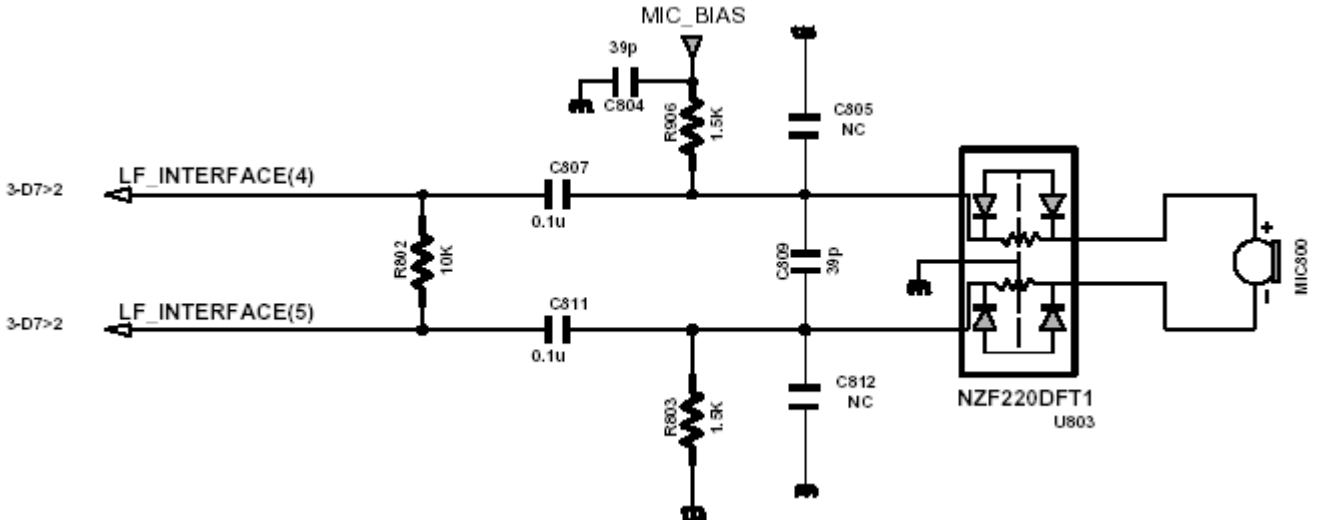 MIC_BIAS
39p
C804
R906
1.5K
C805
NC
3-D7>2
LF_INTERFACE(4)
C807
0.1u
R802
10K
C809
39p
+
MIC800
-
3-D7>2
LF_INTERFACE(5)
C811
0.1u
R803
1.5K
C812
NC
NZF220DFT1
U803